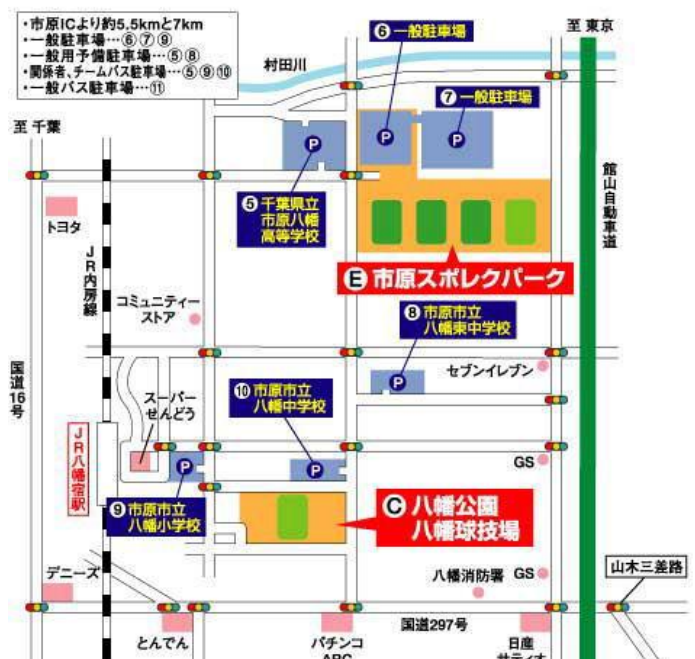 ・市原ICより約5.5kmと7km
・一般駐車場…⑥⑦⑨
・一般用予備駐車場…⑤⑧
・関係者、チームバス駐車場…⑤⑨⑩
・一般バス駐車場…⑪
⑥一般駐車場
至 東京
村田川
⑦一般駐車場
至 千葉
P
P
P
⑤千葉県立
市原八幡
高等学校
館山自動車道
トヨタ
JR内房線
Ⓔ市原スポレクパーク
コミュニティー
ストア
⑧市原市立
八幡東中学校
国道16号
セブンイレブン
P
スーパー
せんどう
⑩市原市立
八幡中学校
JR八幡宿駅
P
P
GS
⑨市原市立
八幡小学校
Ⓒ八幡公園
八幡球技場
デニーズ
八幡消防署
GS
山木三差路
国道297号
とんでん
パチンコ
ABC
日産
サティオ